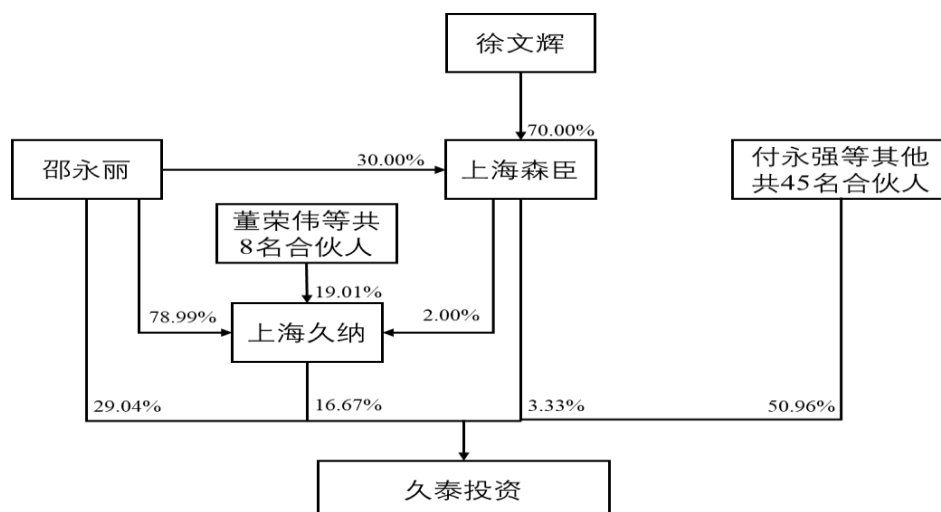 徐文辉
70.00%
邵永丽
30.00%
上海森臣
付永强等其他
共45名合伙人
董荣伟等共
8名合伙人
19.01%
78.99%
上海久纳
2.00%
29.04%
16.67%
3.33%
50.96%
久泰投资